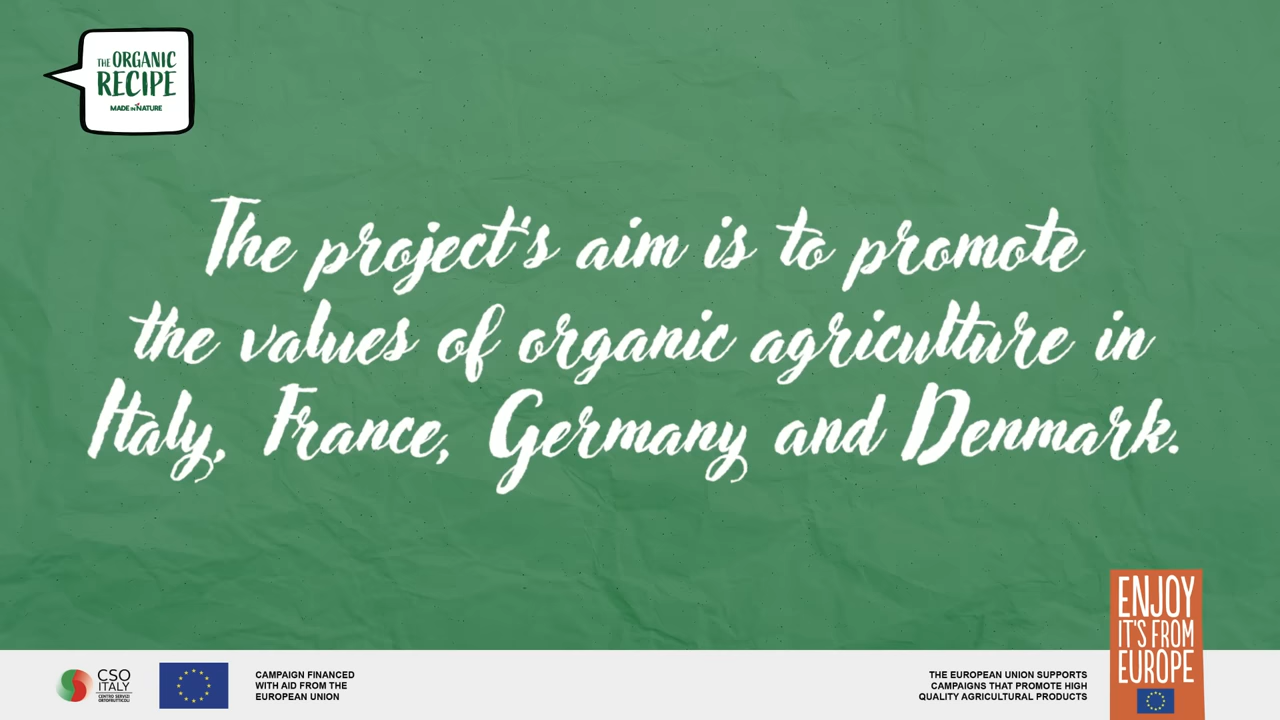 THE ORGANIC
RECIPE
MADE IN NATURE
The project's aim is to promote
the values of organic agriculture in
Italy, France, Germany and Denmark.
CSO
ITALY
CENTRO SERVIZI
ORTOFRUTTICOLI
CAMPAIGN FINANCED
WITH AID FROM THE
EUROPEAN UNION
THE EUROPEAN UNION SUPPORTS
CAMPAIGNS THAT PROMOTE HIGH
QUALITY AGRICULTURAL PRODUCTS
ENJOY
IT'S FROM
EUROPE